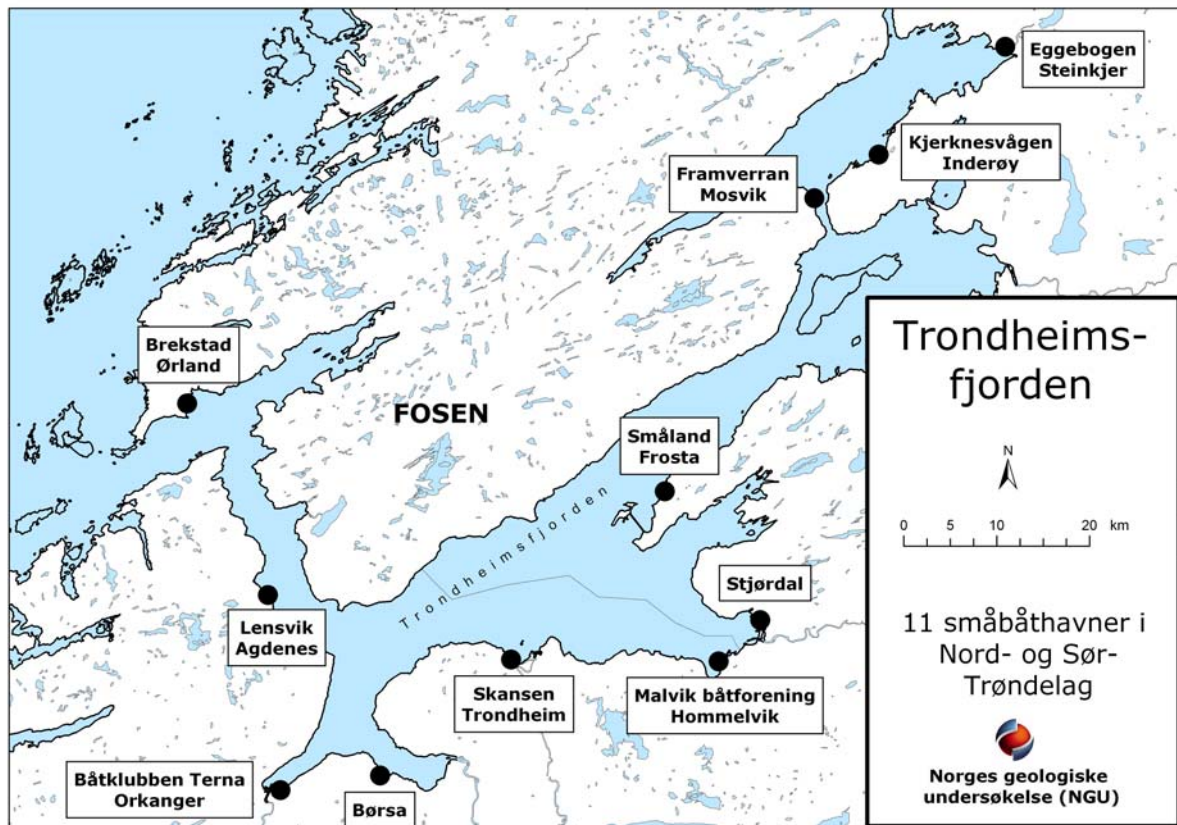 Eggebogen
Steinkjer
Kjerknesvågen
Inderøy
Framverran
Mosvik
Brekstad
Ørland
FOSEN
Småland
Frosta
Trondheimsfjorden
Stjørdal
Lensvik
Agdenes
Skansen
Trondheim
Malvik båtforening
Hommelvik
Båtklubben Terna
Orkanger
Børsa
Trondheims-
fjorden
N
0 5 10 20 km
11 småbåthavner i
Nord- og Sør-
Trøndelag
Norges geologiske
undersøkelse (NGU)